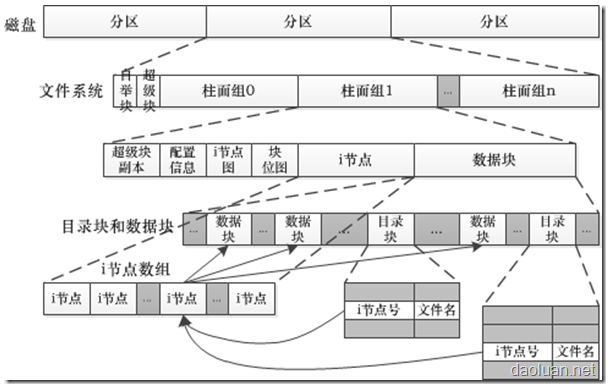 磁盘
分区
分区
分区
文件系统
自
举
块
超
级
块
柱面组0
柱面组1
...
柱面组n
超级块
副本
配置
信息
i节点
图
块
位图
i节点
数据块
目录块和数据块
...
数据
块
...
数据
块
...
目录
块
...
数据
块
...
目录
块
...
i节点数组
i节点
i节点
...
i节点
...
i节点
i节点号
文件名
i节点号
文件名
daoluan.net